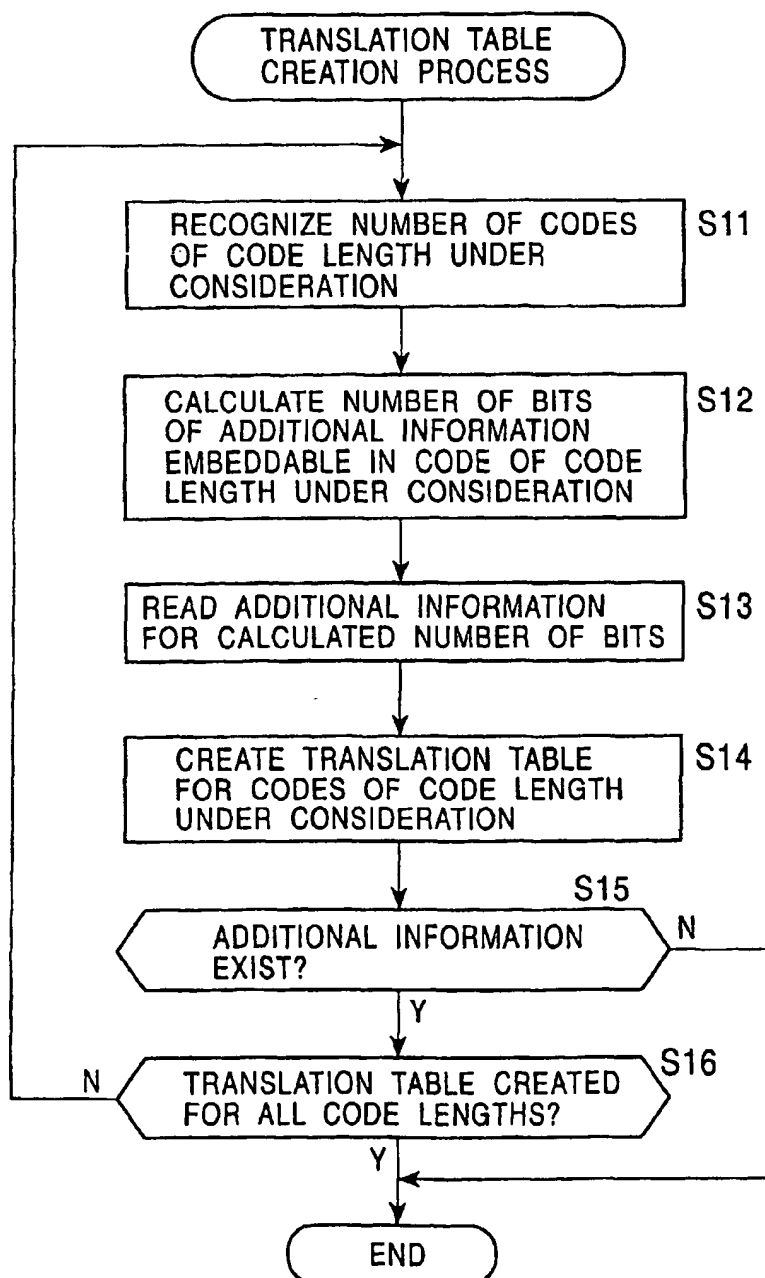 TRANSLATION TABLE
CREATION PROCESS
RECOGNIZE NUMBER OF CODES
OF CODE LENGTH UNDER
CONSIDERATION
S11
CALCULATE NUMBER OF BITS
OF ADDITIONAL INFORMATION
EMBEDDABLE IN CODE OF CODE
LENGTH UNDER CONSIDERATION
S12
READ ADDITIONAL INFORMATION
FOR CALCULATED NUMBER OF BITS
S13
CREATE TRANSLATION TABLE
FOR CODES OF CODE LENGTH
UNDER CONSIDERATION
S14
S15
ADDITIONAL INFORMATION
EXIST?
N
Y
S16
N
TRANSLATION TABLE CREATED
FOR ALL CODE LENGTHS?
Y
END